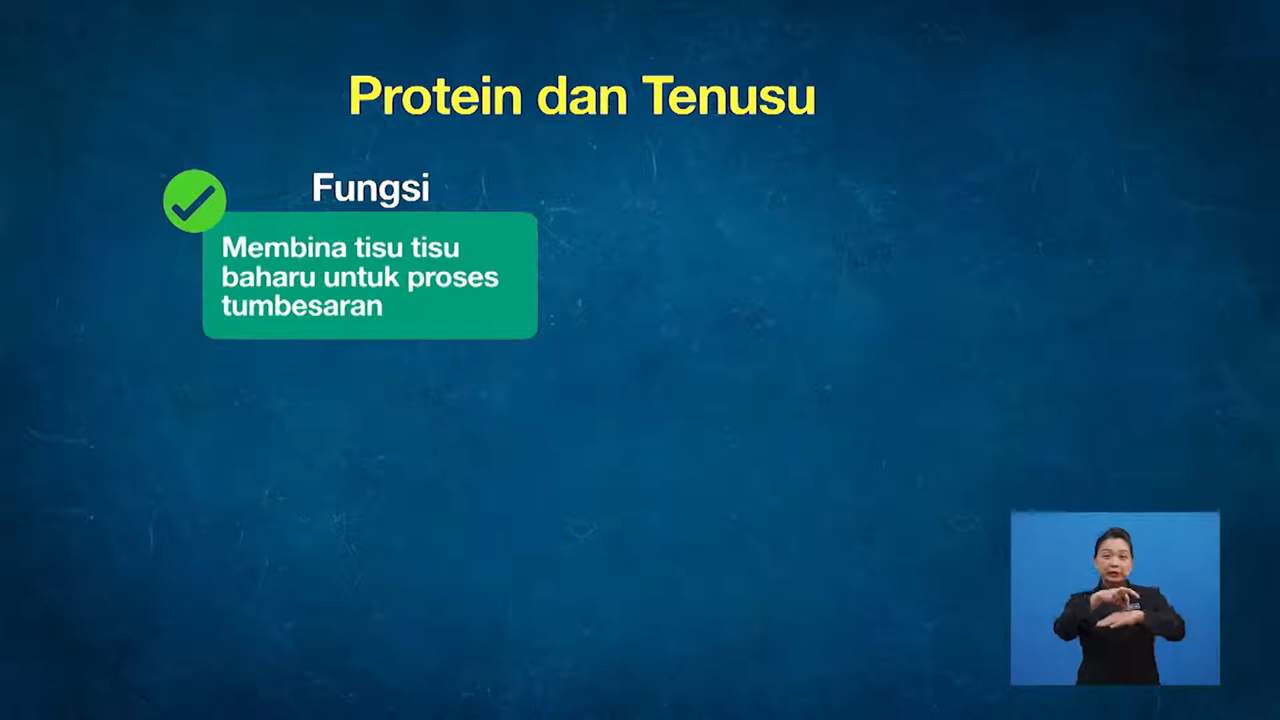 Protein dan Tenusu
Fungsi
Membina tisu tisu
baharu untuk proses
tumbesaran